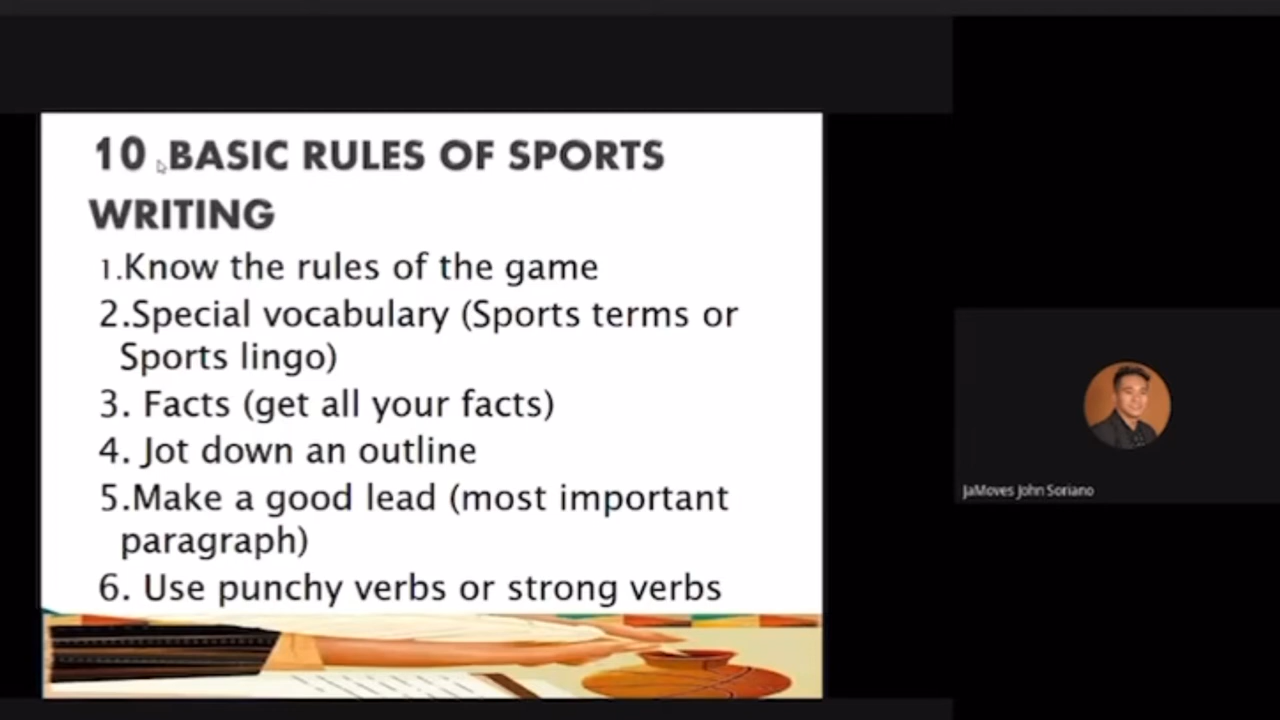 10 BASIC RULES OF SPORTS
WRITING
1.Know the rules of the game
2.Special vocabulary (Sports terms or
Sports lingo)
3. Facts (get all your facts)
4. Jot down an outline
5.Make a good lead (most important
paragraph)
6. Use punchy verbs or strong verbs
JaMoves John Soriano